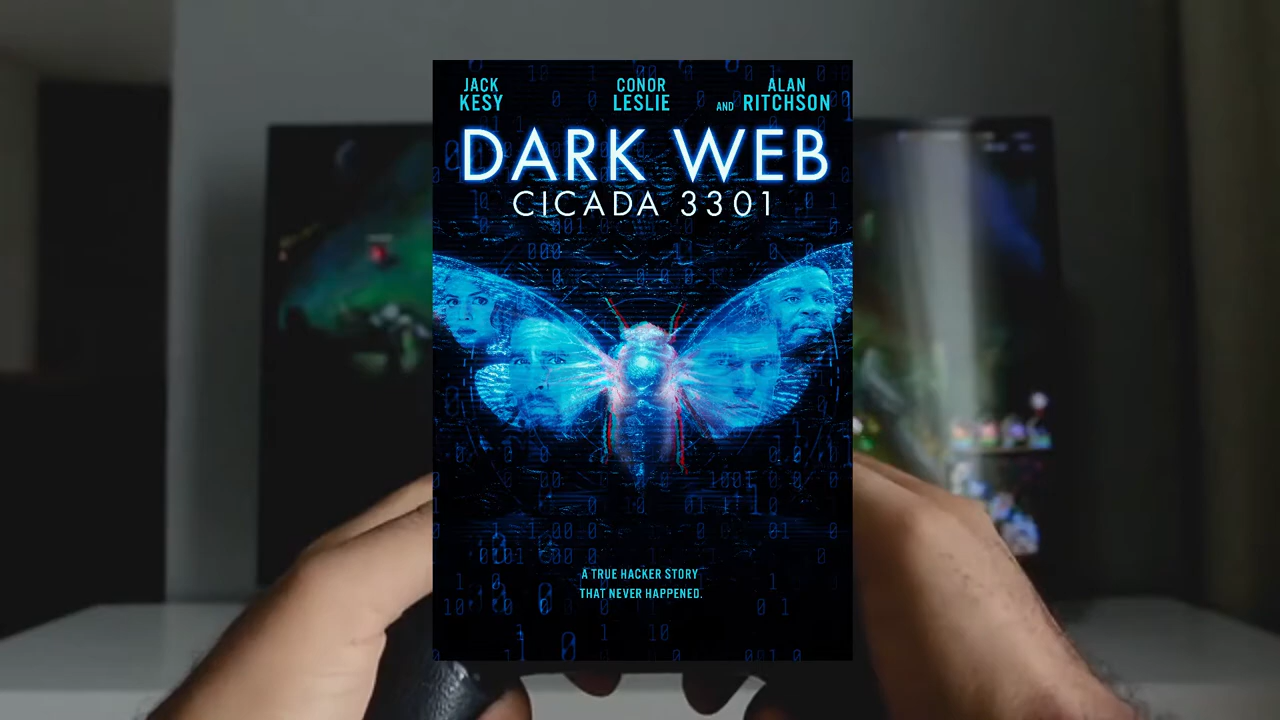 JACK KESY
CONOR LESLIE
AND ALAN RITCHSON
DARK WEB
CICADA 3301
A TRUE HACKER STORY
THAT NEVER HAPPENED.